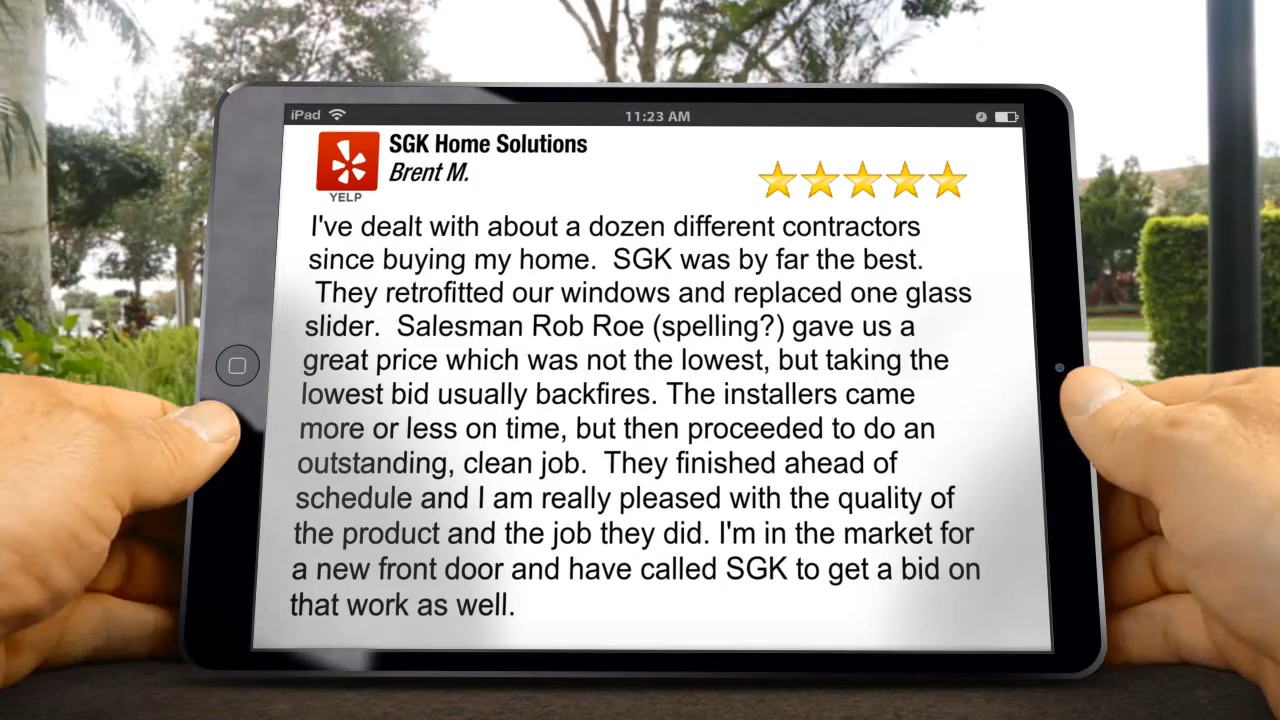 iPad
11:23 AM
SGK Home Solutions
Brent M.
YELP
I've dealt with about a dozen different contractors
since buying my home.  SGK was by far the best.
They retrofitted our windows and replaced one glass
slider.  Salesman Rob Roe (spelling?) gave us a
great price which was not the lowest, but taking the
lowest bid usually backfires. The installers came
more or less on time, but then proceeded to do an
outstanding, clean job.  They finished ahead of
schedule and I am really pleased with the quality of
the product and the job they did. I'm in the market for
a new front door and have called SGK to get a bid on
that work as well.